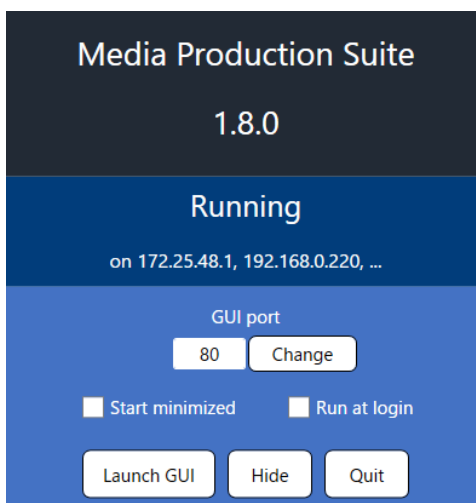 Media Production Suite
1.8.0
Running
on 172.25.48.1, 192.168.0.220, ...
GUI port
80 Change
Start minimized Run at login
Launch GUI Hide Quit